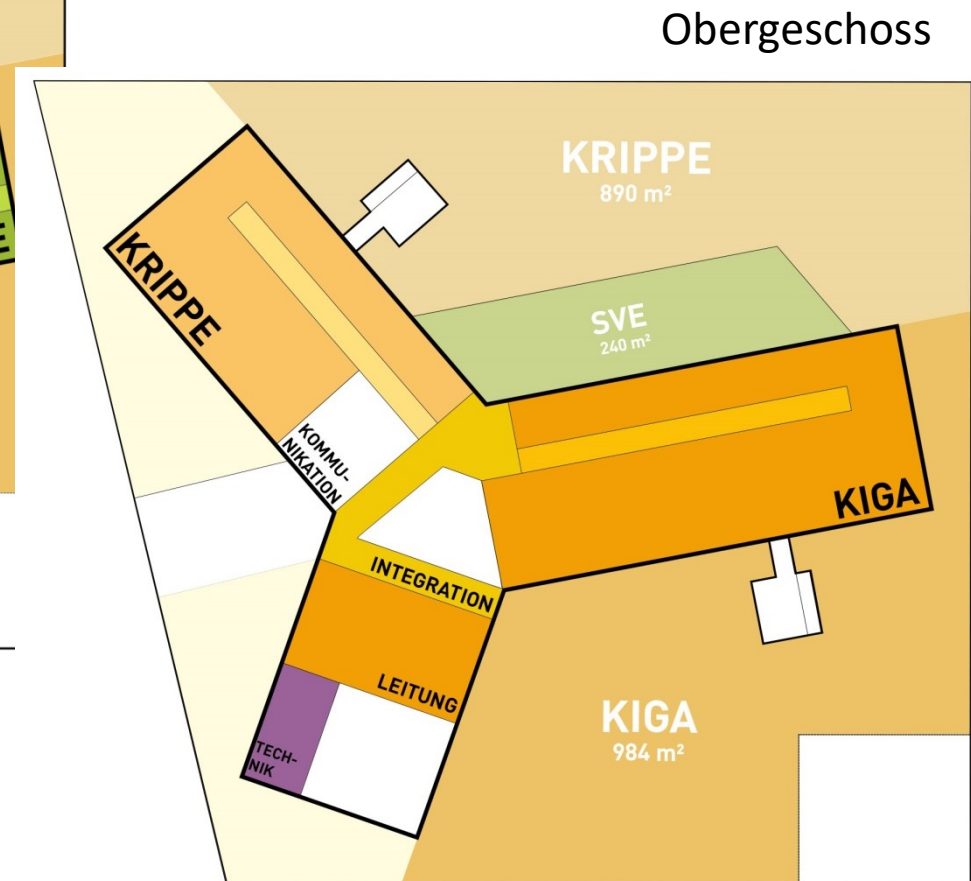 Obergeschoss
KRIPPE
890 m²
KRIPPE
SVE
240 m²
KOMMU-
NIKATION
KIGA
INTEGRATION
LEITUNG
KIGA
984 m²
TECH-
NIK